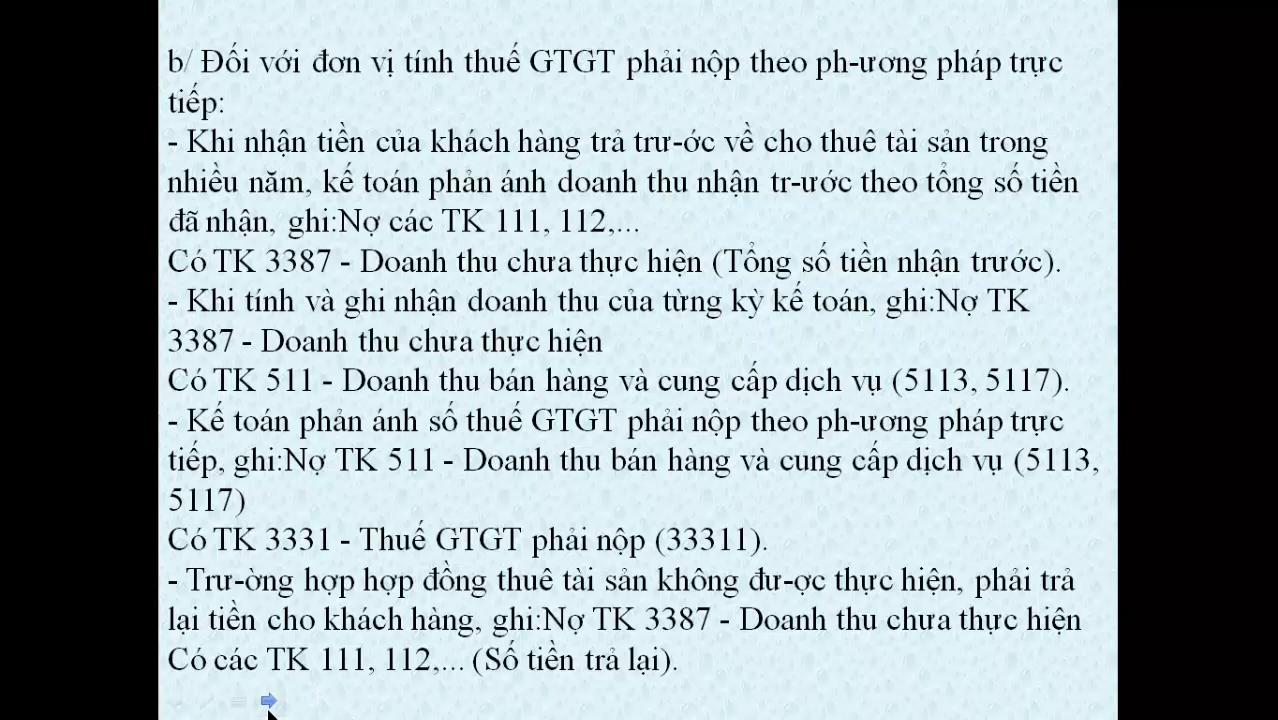 b/ Đối với đơn vị tính thuế GTGT phải nộp theo ph-ương pháp trực
tiếp:
- Khi nhận tiền của khách hàng trả trư-ớc về cho thuê tài sản trong
nhiều năm, kế toán phản ánh doanh thu nhận tr-ước theo tổng số tiền
đã nhận, ghi:Nợ các TK 111, 112,...
Có TK 3387 - Doanh thu chưa thực hiện (Tổng số tiền nhận trước).
- Khi tính và ghi nhận doanh thu của từng kỳ kế toán, ghi:Nợ TK
3387 - Doanh thu chưa thực hiện
Có TK 511 - Doanh thu bán hàng và cung cấp dịch vụ (5113, 5117).
- Kế toán phản ánh số thuế GTGT phải nộp theo ph-ương pháp trực
tiếp, ghi:Nợ TK 511 - Doanh thu bán hàng và cung cấp dịch vụ (5113,
5117)
Có TK 3331 - Thuế GTGT phải nộp (33311).
- Trư-ờng hợp hợp đồng thuê tài sản không đư-ợc thực hiện, phải trả
lại tiền cho khách hàng, ghi:Nợ TK 3387 - Doanh thu chưa thực hiện
Có các TK 111, 112,... (Số tiền trả lại).